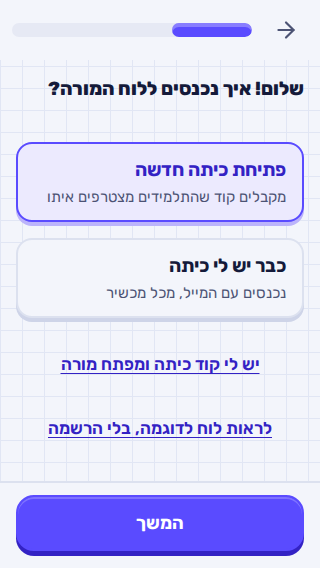 שלום! איך נכנסים ללוח המורה?
פתיחת כיתה חדשה
מקבלים קוד שהתלמידים מצטרפים איתו
כבר יש לי כיתה
נכנסים עם המייל, מכל מכשיר
יש לי קוד כיתה ומפתח מורה
לראות לוח לדוגמה, בלי הרשמה
המשך